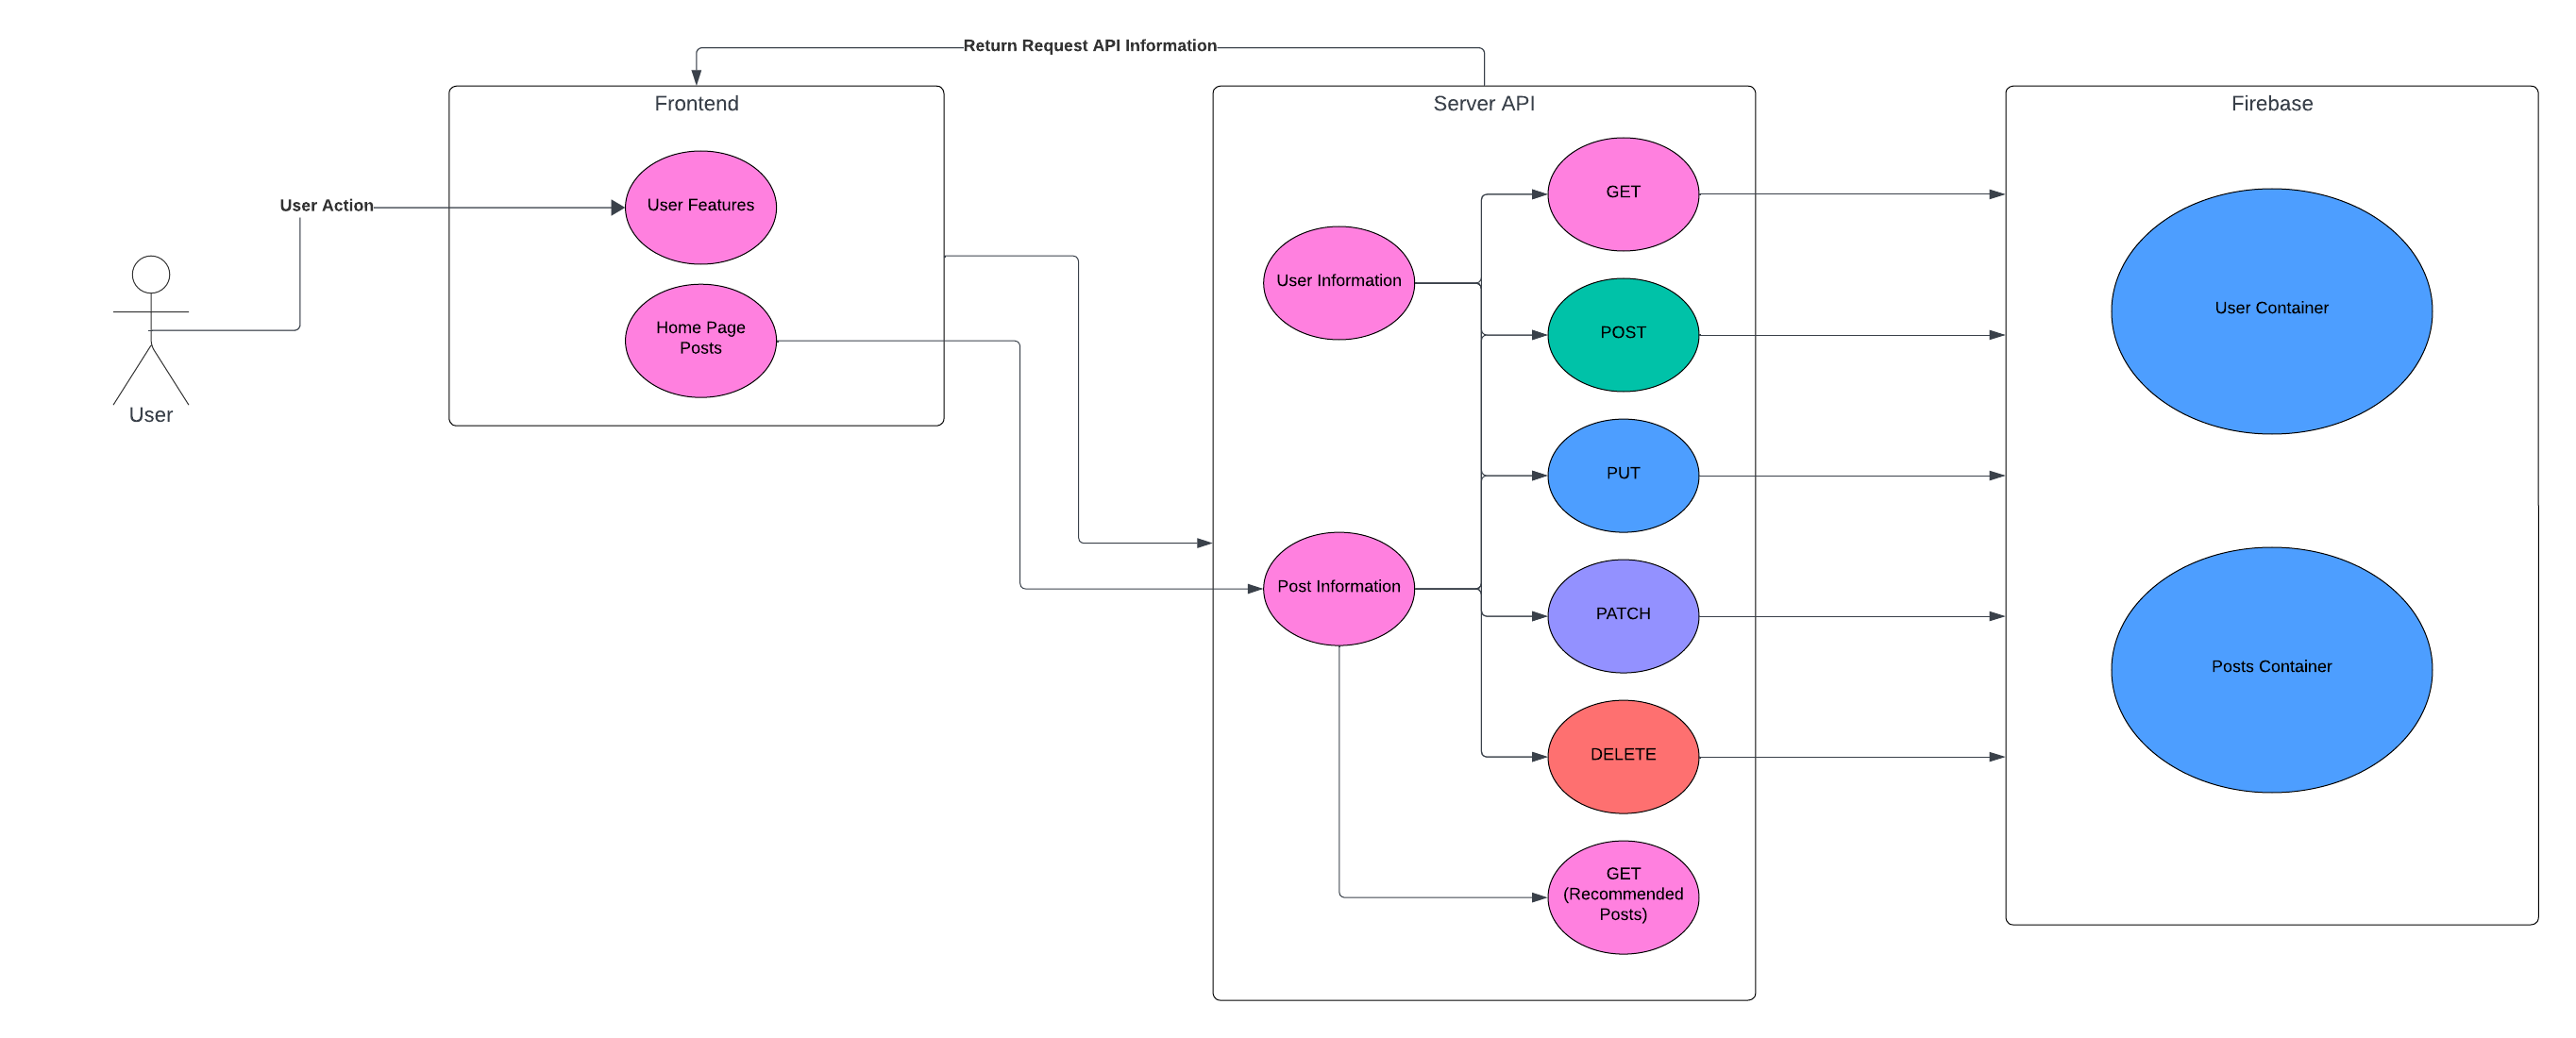 Return Request API Information
Frontend
Server API
Firebase
User Action
User Features
Home Page
Posts
User
User Information
Post Information
GET
POST
PUT
PATCH
DELETE
GET
(Recommended
Posts)
User Container
Posts Container